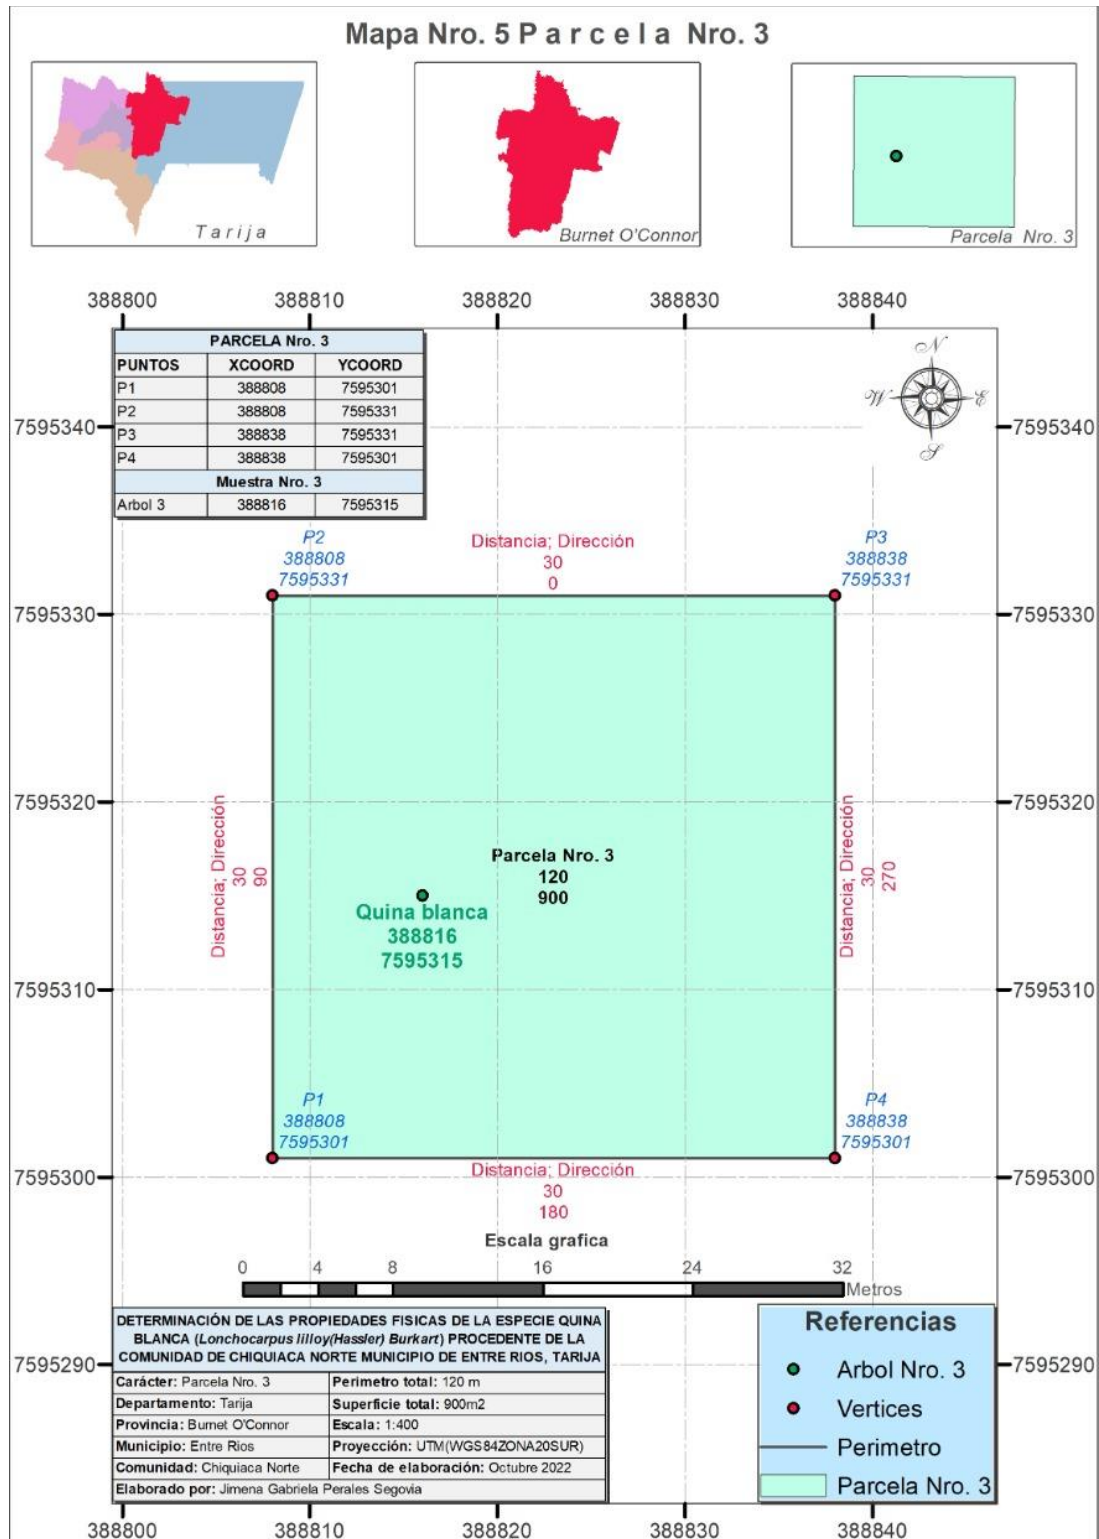 Mapa Nro. 5 P a r c e l a Nro. 3
Tarija
Burnet O'Connor
Parcela Nro. 3
388800 388810 388820 388830 388840
PARCELA Nro. 3
PUNTOS XCOORD YCOORD
P1 388808 7595301
P2 388808 7595331
P3 388838 7595331
P4 388838 7595301
Muestra Nro. 3
Arbol 3 388816 7595315
N
W E
S
7595340 7595340
P2
388808
7595331
Distancia; Dirección
30
0
P3
388838
7595331
7595330 7595330
7595320 7595320
Distancia; Dirección
30
90
Parcela Nro. 3
120
900
Quina blanca
388816
7595315
Distancia; Dirección
30
270
7595310 7595310
P1
388808
7595301
P4
388838
7595301
7595300 7595300
Distancia; Dirección
30
180
Escala grafica
0 4 8 16 24 32
Metros
DETERMINACIÓN DE LAS PROPIEDADES FISICAS DE LA ESPECIE QUINA
BLANCA (Lonchocarpus lilloy(Hassler) Burkart) PROCEDENTE DE LA
COMUNIDAD DE CHIQUIACA NORTE MUNICIPIO DE ENTRE RIOS, TARIJA
Carácter: Parcela Nro. 3 Perimetro total: 120 m
Departamento: Tarija Superficie total: 900m2
Provincia: Burnet O'Connor Escala: 1:400
Municipio: Entre Rios Proyección: UTM(WGS84ZONA20SUR)
Comunidad: Chiquiaca Norte Fecha de elaboración: Octubre 2022
Elaborado por: Jimena Gabriela Perales Segovia
7595290 7595290
Referencias
Arbol Nro. 3
Vertices
Perimetro
Parcela Nro. 3
388800 388810 388820 388830 388840